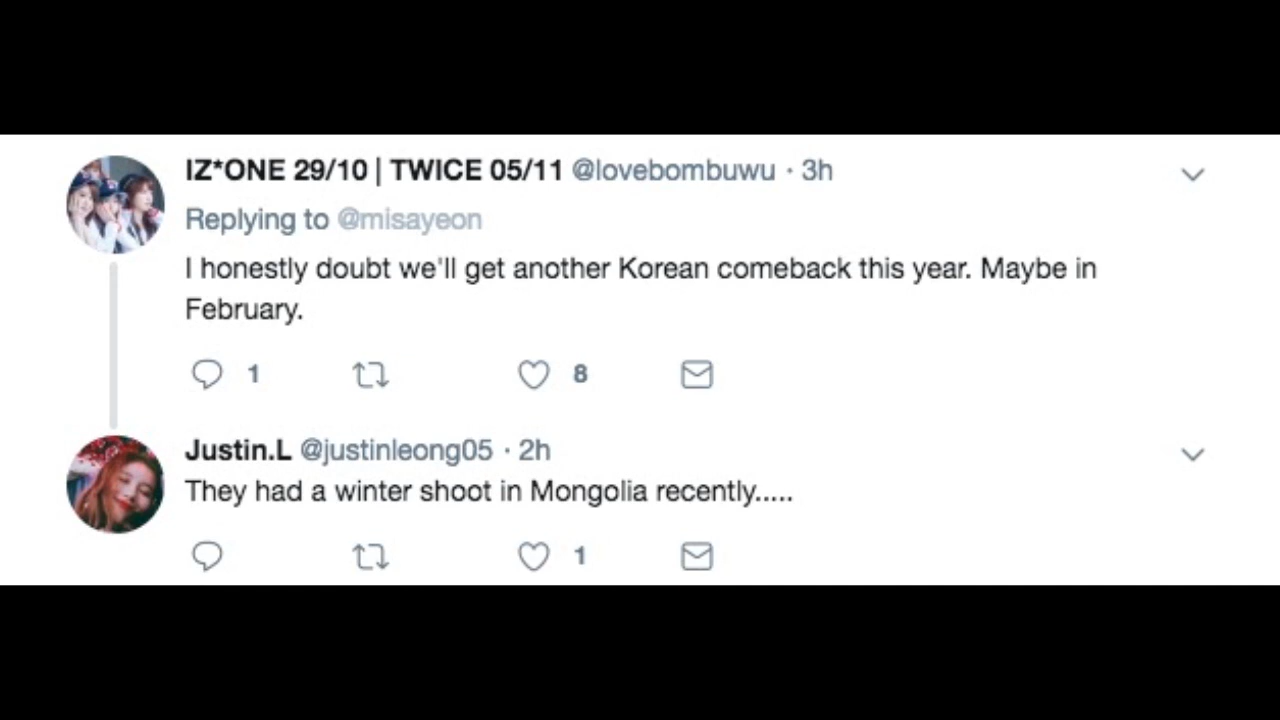 IZ*ONE 29/10 | TWICE 05/11 @lovebombuwu · 3h
Replying to @misayeon
I honestly doubt we'll get another Korean comeback this year. Maybe in
February.
1 8
Justin.L @justinleong05 · 2h
They had a winter shoot in Mongolia recently.....
1